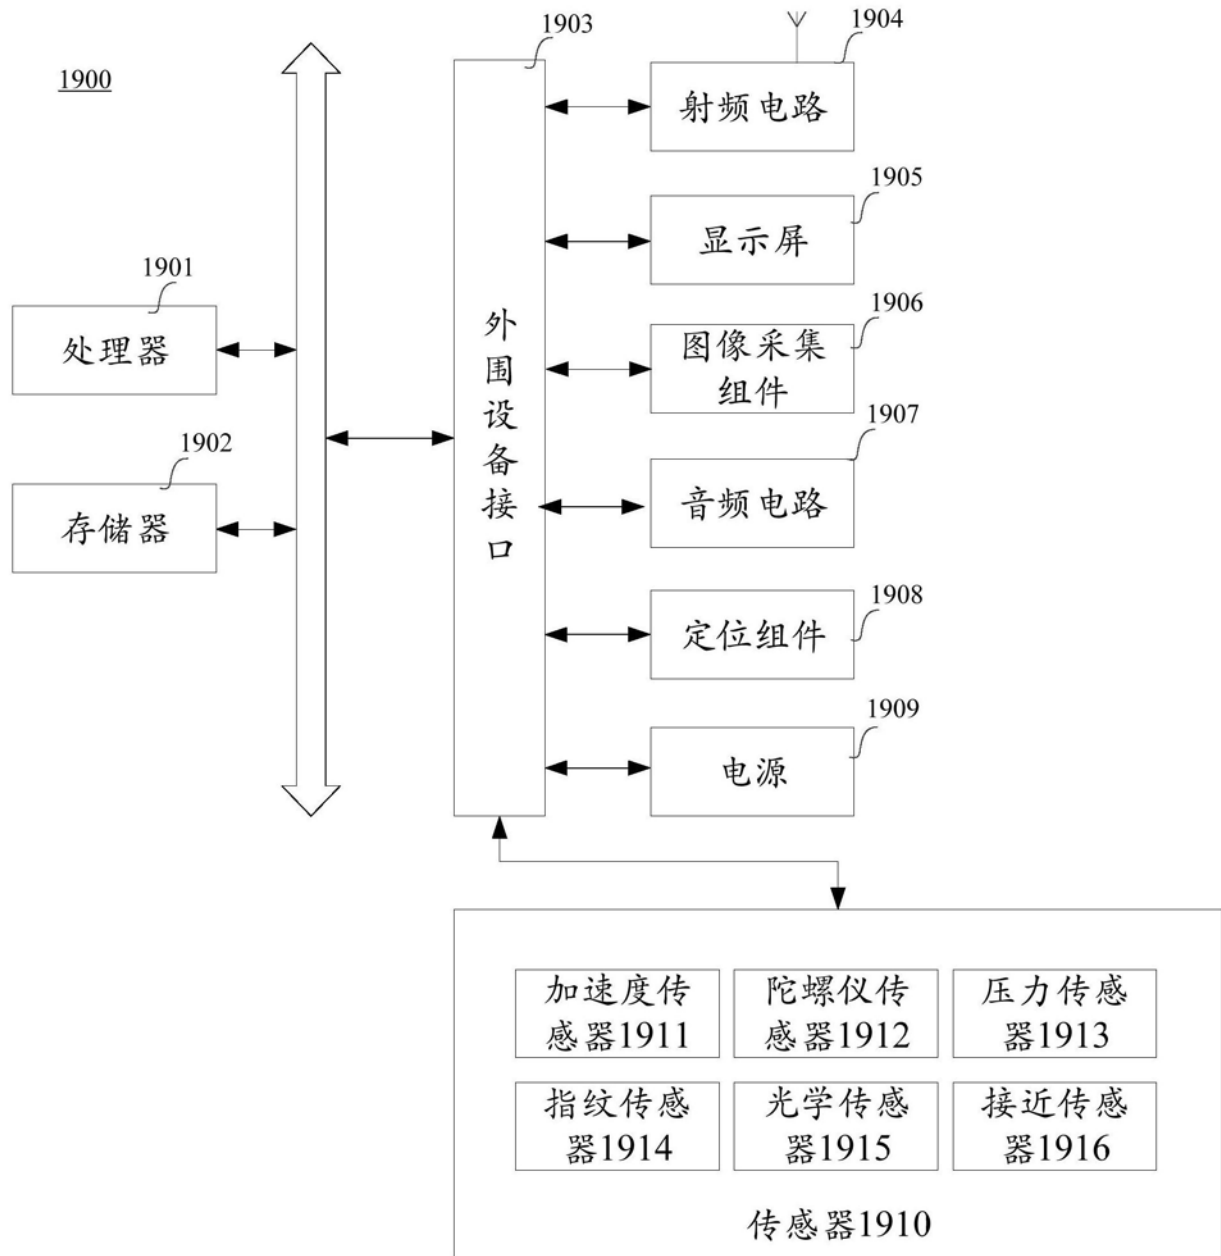 1900
1903
1904
射频电路
1905
显示屏
1901
处理器
1906
图像采集
组件
外围设备接口
1902
存储器
1907
音频电路
1908
定位组件
1909
电源
加速度传
感器1911
陀螺仪传
感器1912
压力传感
器1913
指纹传感
器1914
光学传感
器1915
接近传感
器1916
传感器1910